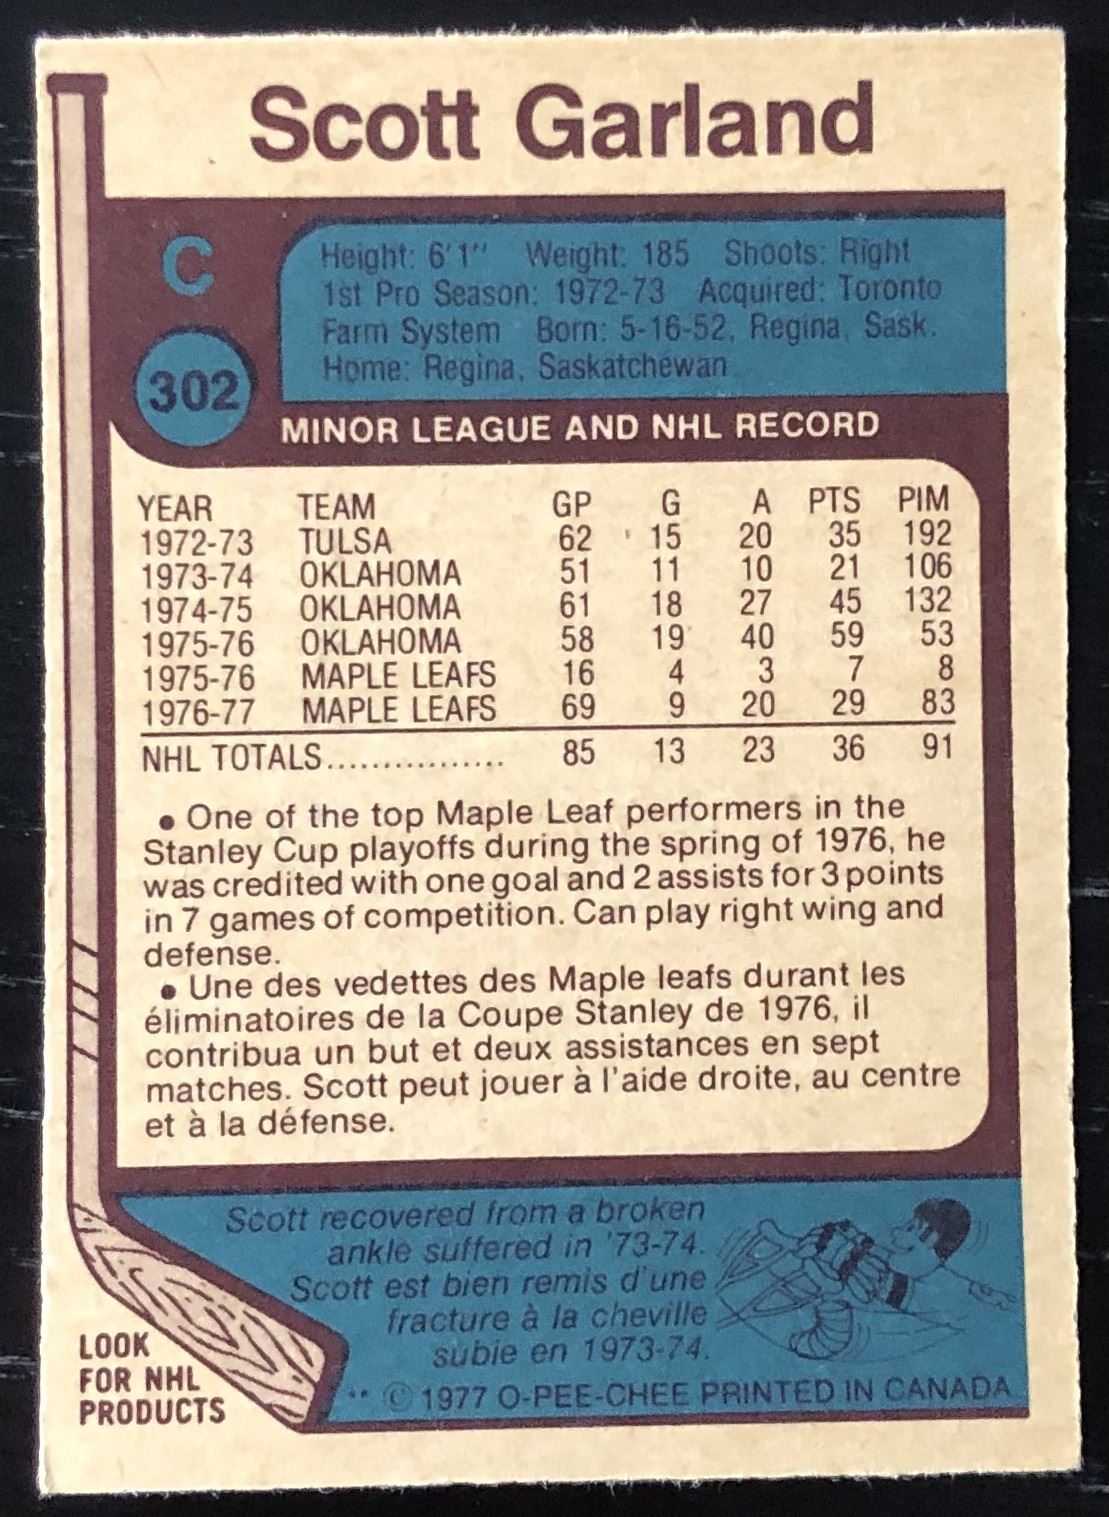 Scott Garland
C
Height: 6'1" Weight: 185 Shoots: Right
1st Pro Season: 1972-73 Acquired: Toronto
Farm System Born: 5-16-52, Regina, Sask.
Home: Regina, Saskatchewan
302
MINOR LEAGUE AND NHL RECORD
YEAR TEAM GP G A PTS PIM
1972-73 TULSA 62 15 20 35 192
1973-74 OKLAHOMA 51 11 10 21 106
1974-75 OKLAHOMA 61 18 27 45 132
1975-76 OKLAHOMA 58 19 40 59 53
1975-76 MAPLE LEAFS 16 4 3 7 8
1976-77 MAPLE LEAFS 69 9 20 29 83
NHL TOTALS................ 85 13 23 36 91
• One of the top Maple Leaf performers in the
Stanley Cup playoffs during the spring of 1976, he
was credited with one goal and 2 assists for 3 points
in 7 games of competition. Can play right wing and
defense.
• Une des vedettes des Maple leafs durant les
éliminatoires de la Coupe Stanley de 1976, il
contribua un but et deux assistances en sept
matches. Scott peut jouer à l'aide droite, au centre
et à la défense.
Scott recovered from a broken
ankle suffered in '73-74.
Scott est bien remis d'une
fracture à la cheville
subie en 1973-74.
LOOK
FOR NHL
PRODUCTS
** © 1977 O-PEE-CHEE PRINTED IN CANADA